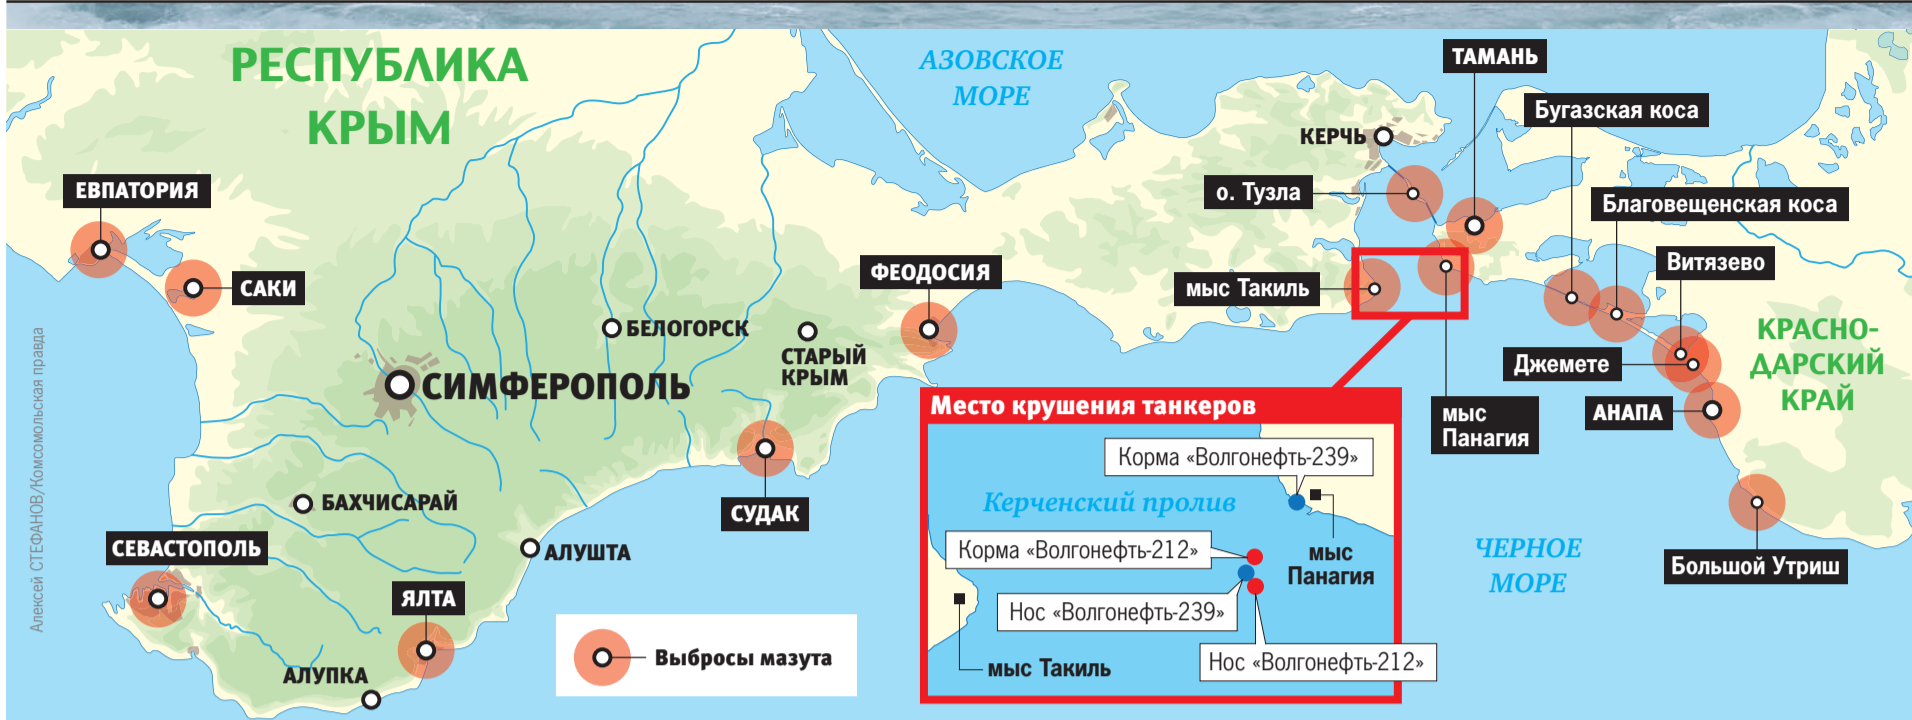 РЕСПУБЛИКА
КРЫМ
АЗОВСКОЕ
МОРЕ
ТАМАНЬ
Бугазская коса
КЕРЧЬ
о. Тузла
ЕВПАТОРИЯ
Благовещенская коса
САКИ
ФЕОДОСИЯ
мыс Такиль
Витязево
БЕЛОГОРСК
СТАРЫЙ
КРЫМ
КРАСНО-
ДАРСКИЙ
КРАЙ
Джемете
СИМФЕРОПОЛЬ
АНАПА
мыс
Панагия
Место крушения танкеров
Корма «Волгонефть-239»
Керченский пролив
Корма «Волгонефть-212»
мыс
Панагия
Нос «Волгонефть-239»
Нос «Волгонефть-212»
мыс Такиль
БАХЧИСАРАЙ
СУДАК
СЕВАСТОПОЛЬ
АЛУШТА
ЧЕРНОЕ
МОРЕ
Большой Утриш
ЯЛТА
АЛУПКА
Выбросы мазута
Алексей СТЕФАНОВ/Комсомольская правда